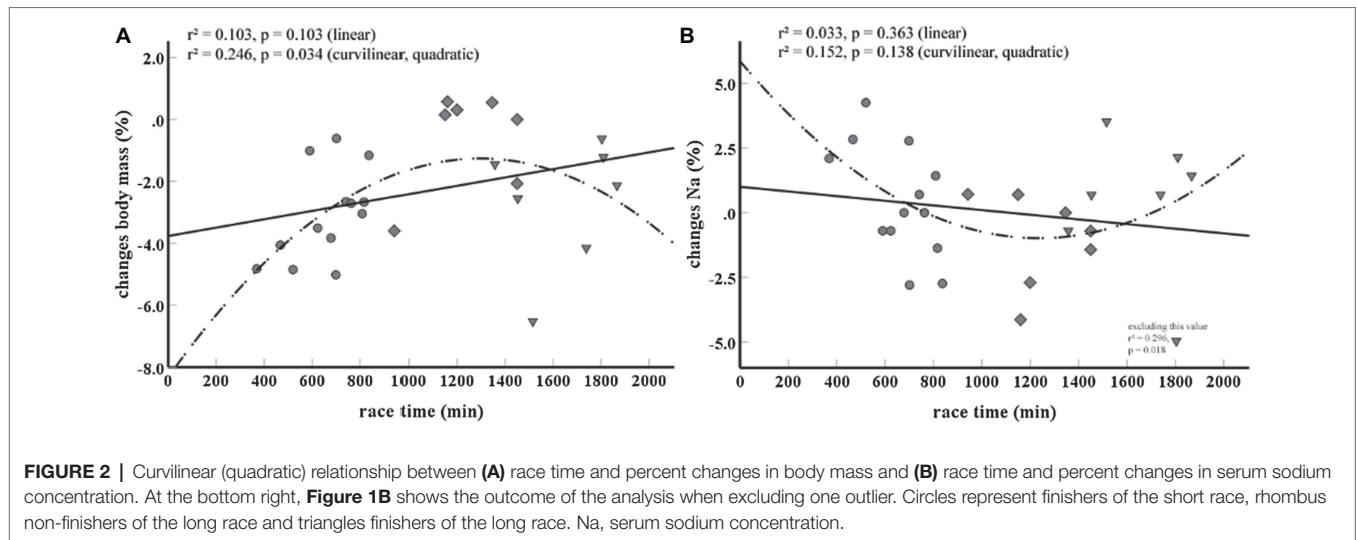 A
r² = 0.103, p = 0.103 (linear)
r² = 0.246, p = 0.034 (curvilinear, quadratic)
2.0
.0
-2.0
-4.0
-6.0
-8.0
changes body mass (%)
0 200 400 600 800 1000 1200 1400 1600 1800 2000
race time (min)
B
r² = 0.033, p = 0.363 (linear)
r² = 0.152, p = 0.138 (curvilinear, quadratic)
5.0
2.5
.0
-2.5
-5.0
changes Na (%)
excluding this value
r² = 0.296,
p = 0.018
0 200 400 600 800 1000 1200 1400 1600 1800 2000
race time (min)
FIGURE 2 | Curvilinear (quadratic) relationship between (A) race time and percent changes in body mass and (B) race time and percent changes in serum sodium
concentration. At the bottom right, Figure 1B shows the outcome of the analysis when excluding one outlier. Circles represent finishers of the short race, rhombus
non-finishers of the long race and triangles finishers of the long race. Na, serum sodium concentration.